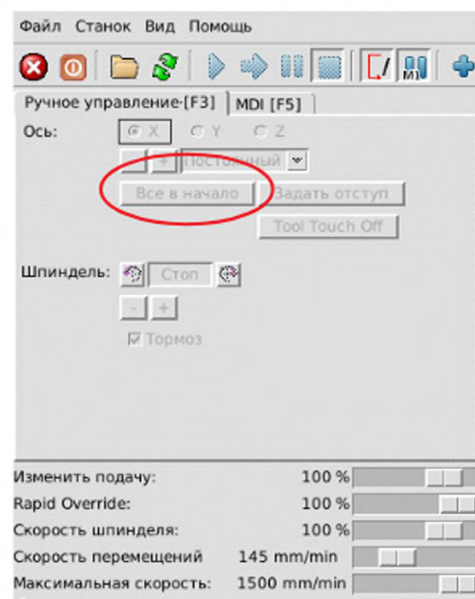 Файл Станок Вид Помощь
M1
Ручное управление-[F3] MDI [F5]
Ось: X Y Z
- + Постоянный
Все в начало Задать отступ
Tool Touch Off
Шпиндель: Стоп
- +
Тормоз
Изменить подачу: 100 %
Rapid Override: 100 %
Скорость шпинделя: 100 %
Скорость перемещений 145 mm/min
Максимальная скорость: 1500 mm/min